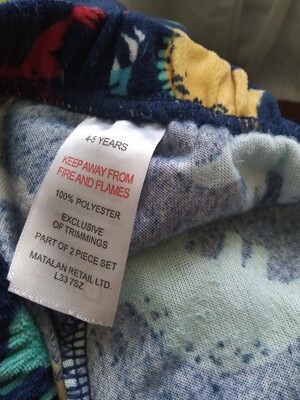 4-5 YEARS
KEEP AWAY FROM
FIRE AND FLAMES
100% POLYESTER
EXCLUSIVE
OF TRIMMINGS
PART OF 2 PIECE SET
MATALAN RETAIL LTD.
L33 7SZ